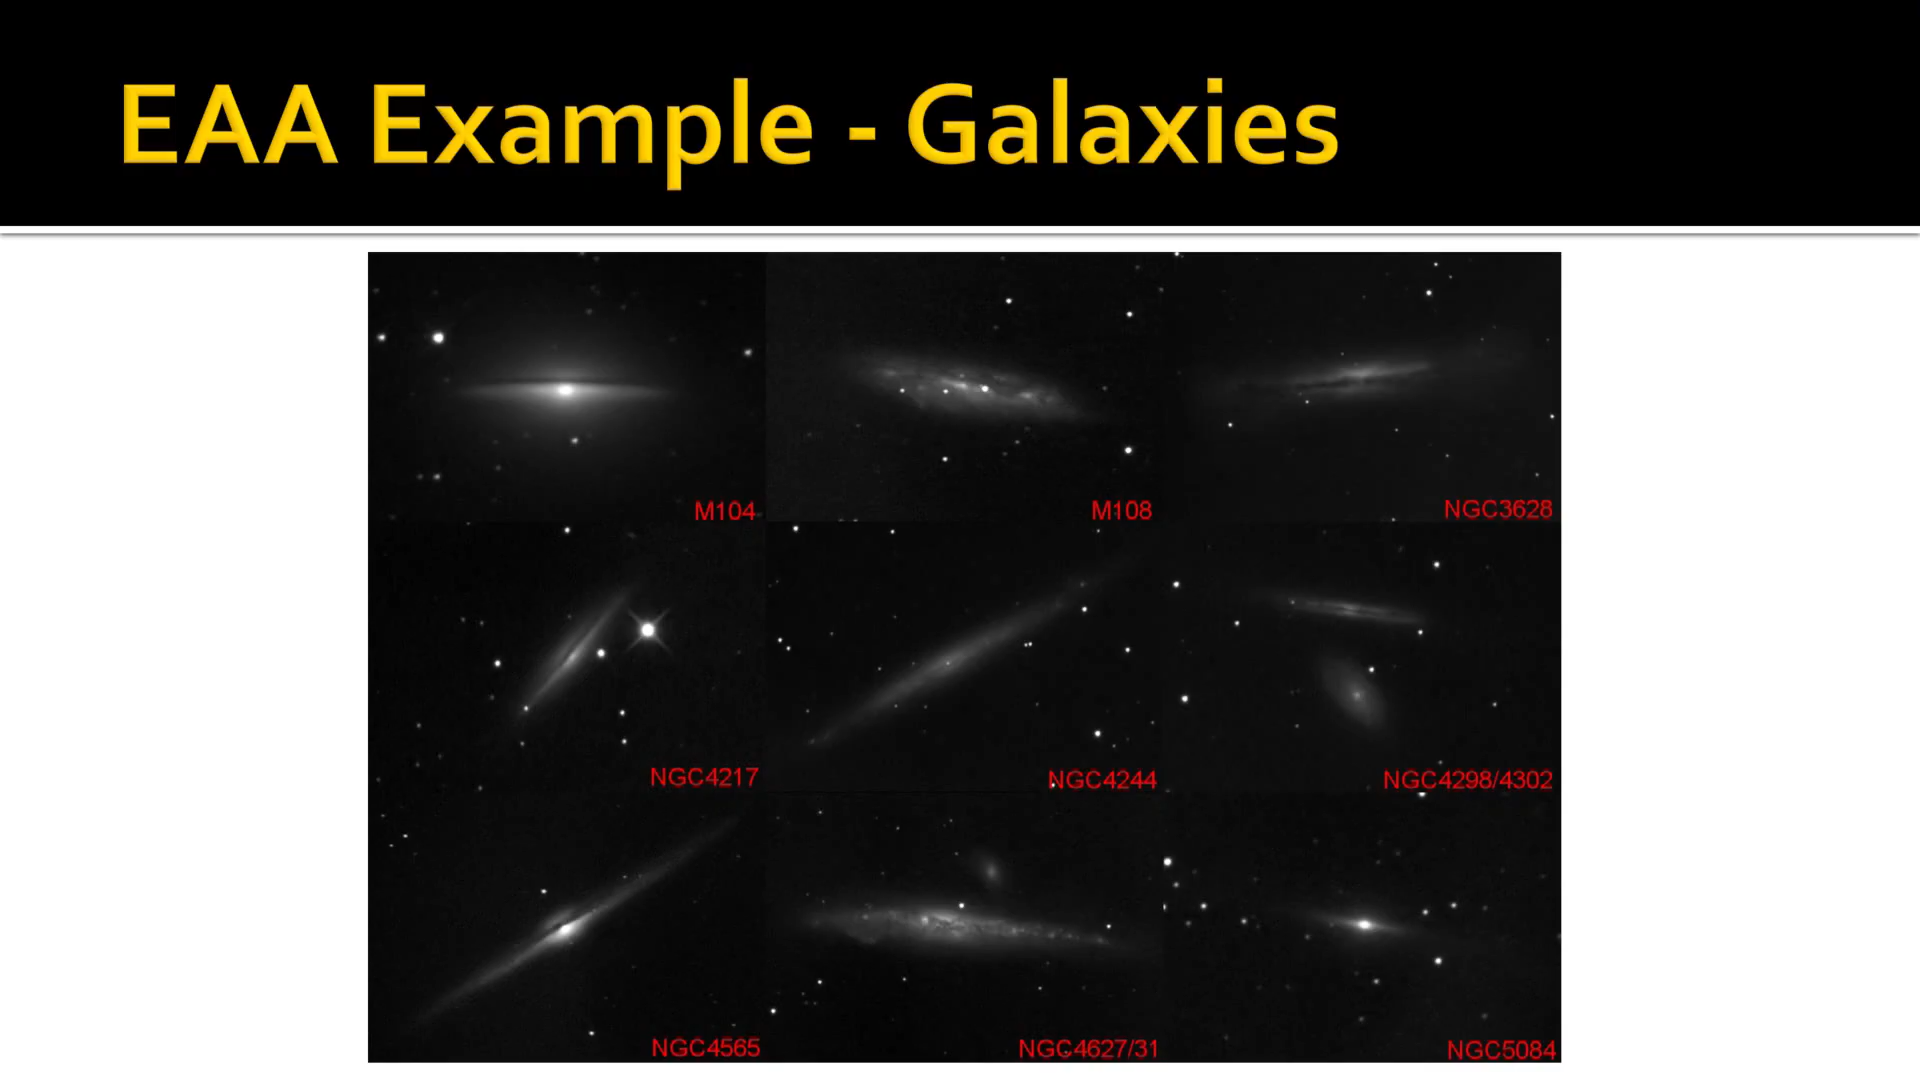 EAA Example - Galaxies
M104
M108
NGC3628
NGC4217
NGC4244
NGC4298/4302
NGC4565
NGC4627/31
NGC5084